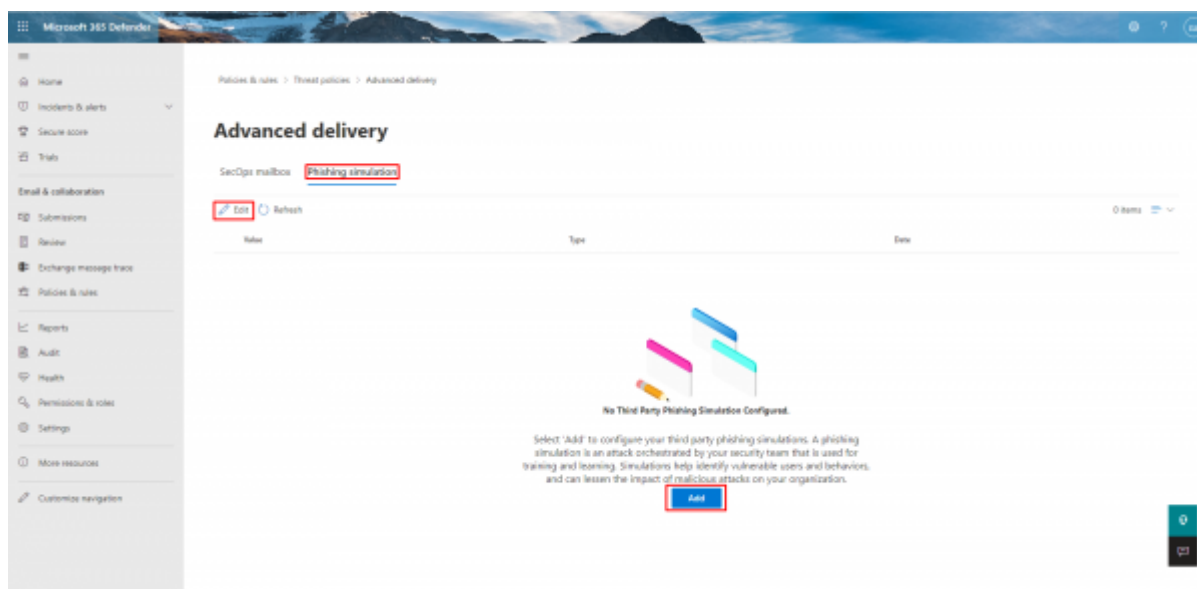 Microsoft 365 Defender
?
Home
Incidents & alerts
Secure score
Trials
Email & collaboration
Submissions
Review
Exchange message trace
Policies & rules
Reports
Audit
Health
Permissions & roles
Settings
More resources
Customize navigation
Policies & rules > Threat policies > Advanced delivery
Advanced delivery
SecOps mailbox Phishing simulation
Edit Refresh 0 items
Value Type Date
No Third Party Phishing Simulation Configured.
Select 'Add' to configure your third party phishing simulations. A phishing
simulation is an attack orchestrated by your security team that is used for
training and learning. Simulations help identify vulnerable users and behaviors,
and can lessen the impact of malicious attacks on your organization.
Add